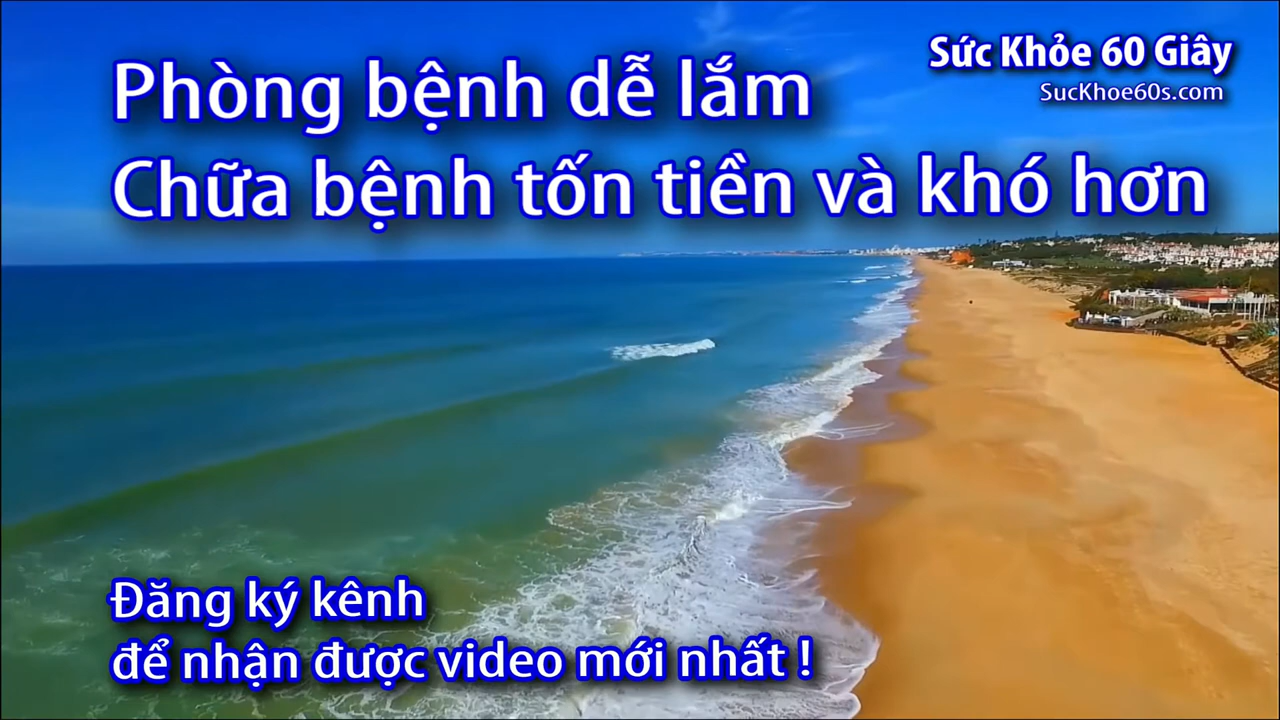 Sức Khỏe 60 Giây
SucKhoe60s.com
Phòng bệnh dễ lắm
Chữa bệnh tốn tiền và khó hơn
Đăng ký kênh
để nhận được video mới nhất !